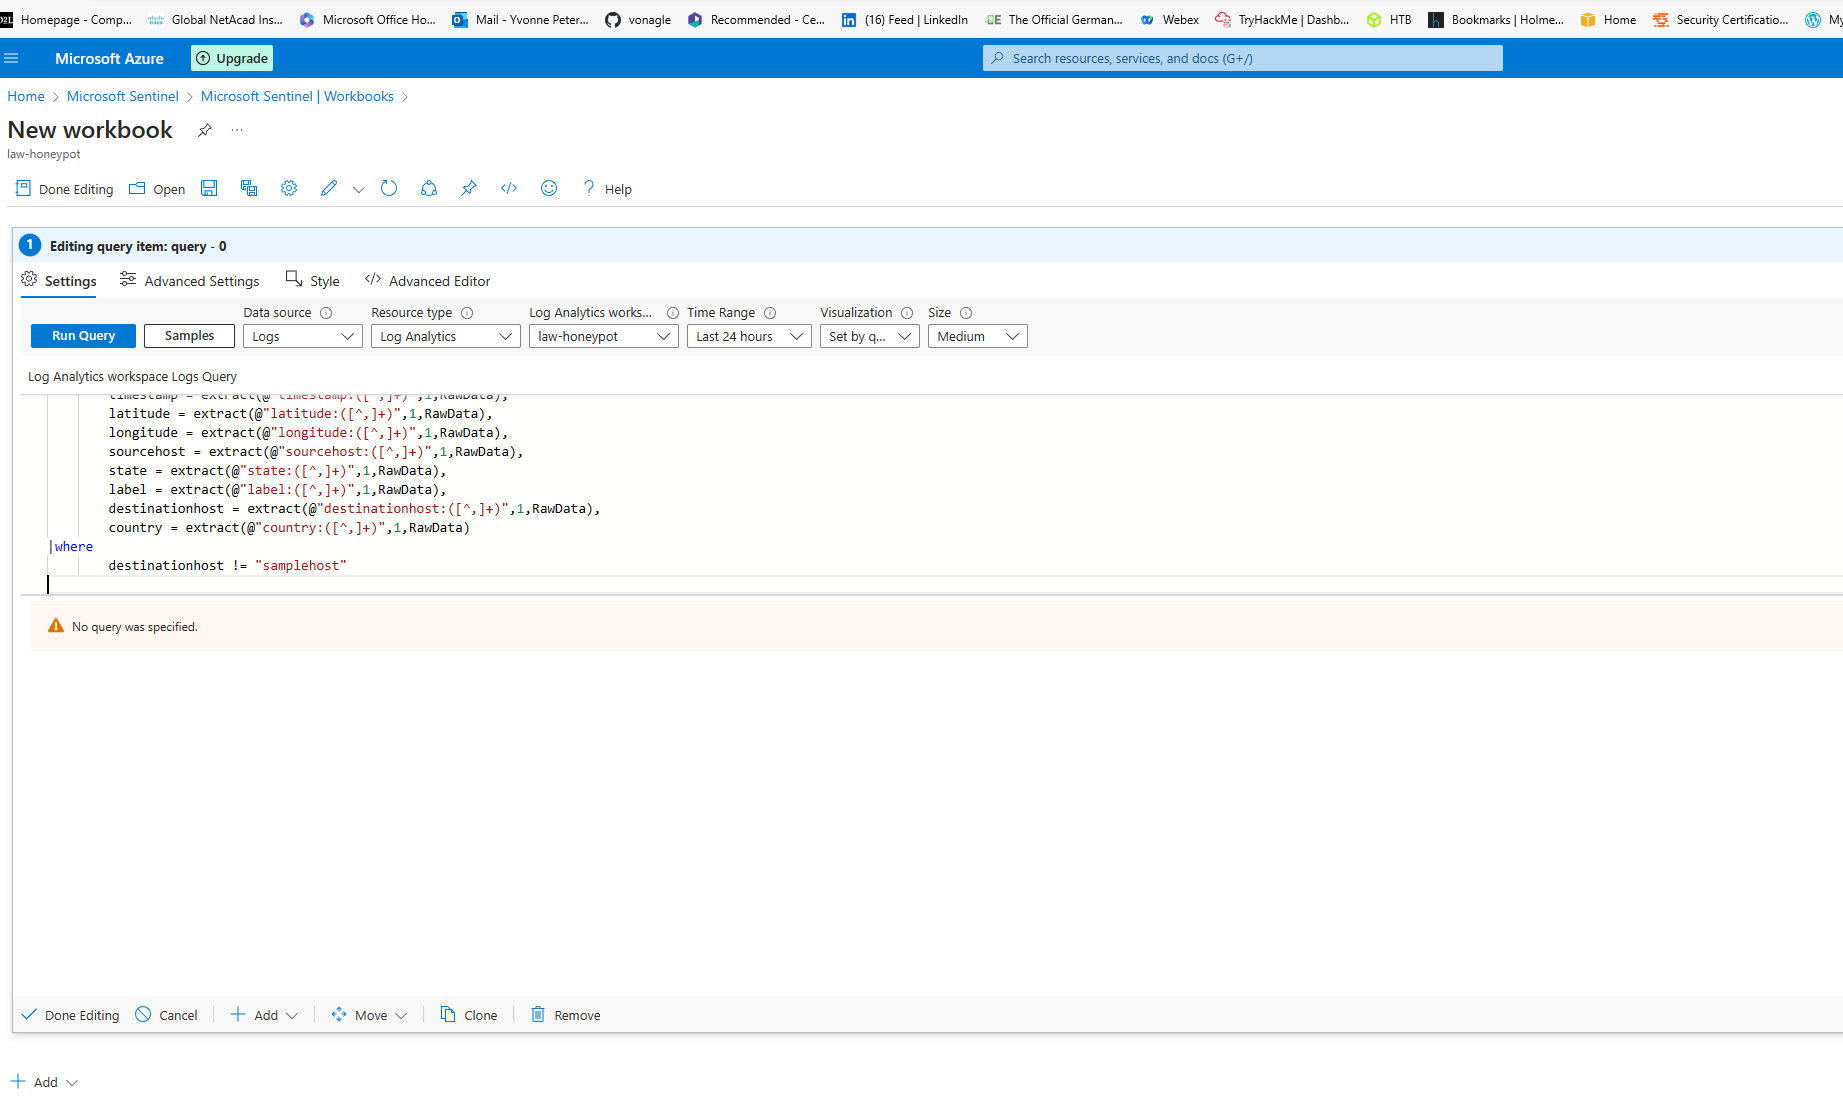 Homepage - Comp... Global NetAcad Ins... Microsoft Office Ho... Mail - Yvonne Peter... vonagle Recommended - Ce... (16) Feed | LinkedIn The Official German... Webex TryHackMe | Dashb... HTB Bookmarks | Holme... Home Security Certificatio... My
Microsoft Azure Upgrade Search resources, services, and docs (G+/)
Home > Microsoft Sentinel > Microsoft Sentinel | Workbooks >
New workbook ...
law-honeypot
Done Editing Open Help
1 Editing query item: query - 0
Settings Advanced Settings Style Advanced Editor
Data source Resource type Log Analytics works... Time Range Visualization Size
Run Query Samples Logs Log Analytics law-honeypot Last 24 hours Set by q... Medium
Log Analytics workspace Logs Query
timestamp = extract(@"timestamp:([^,]+)",1,RawData),
latitude = extract(@"latitude:([^,]+)",1,RawData),
longitude = extract(@"longitude:([^,]+)",1,RawData),
sourcehost = extract(@"sourcehost:([^,]+)",1,RawData),
state = extract(@"state:([^,]+)",1,RawData),
label = extract(@"label:([^,]+)",1,RawData),
destinationhost = extract(@"destinationhost:([^,]+)",1,RawData),
country = extract(@"country:([^,]+)",1,RawData)
|where
destinationhost != "samplehost"
No query was specified.
Done Editing Cancel Add Move Clone Remove
Add